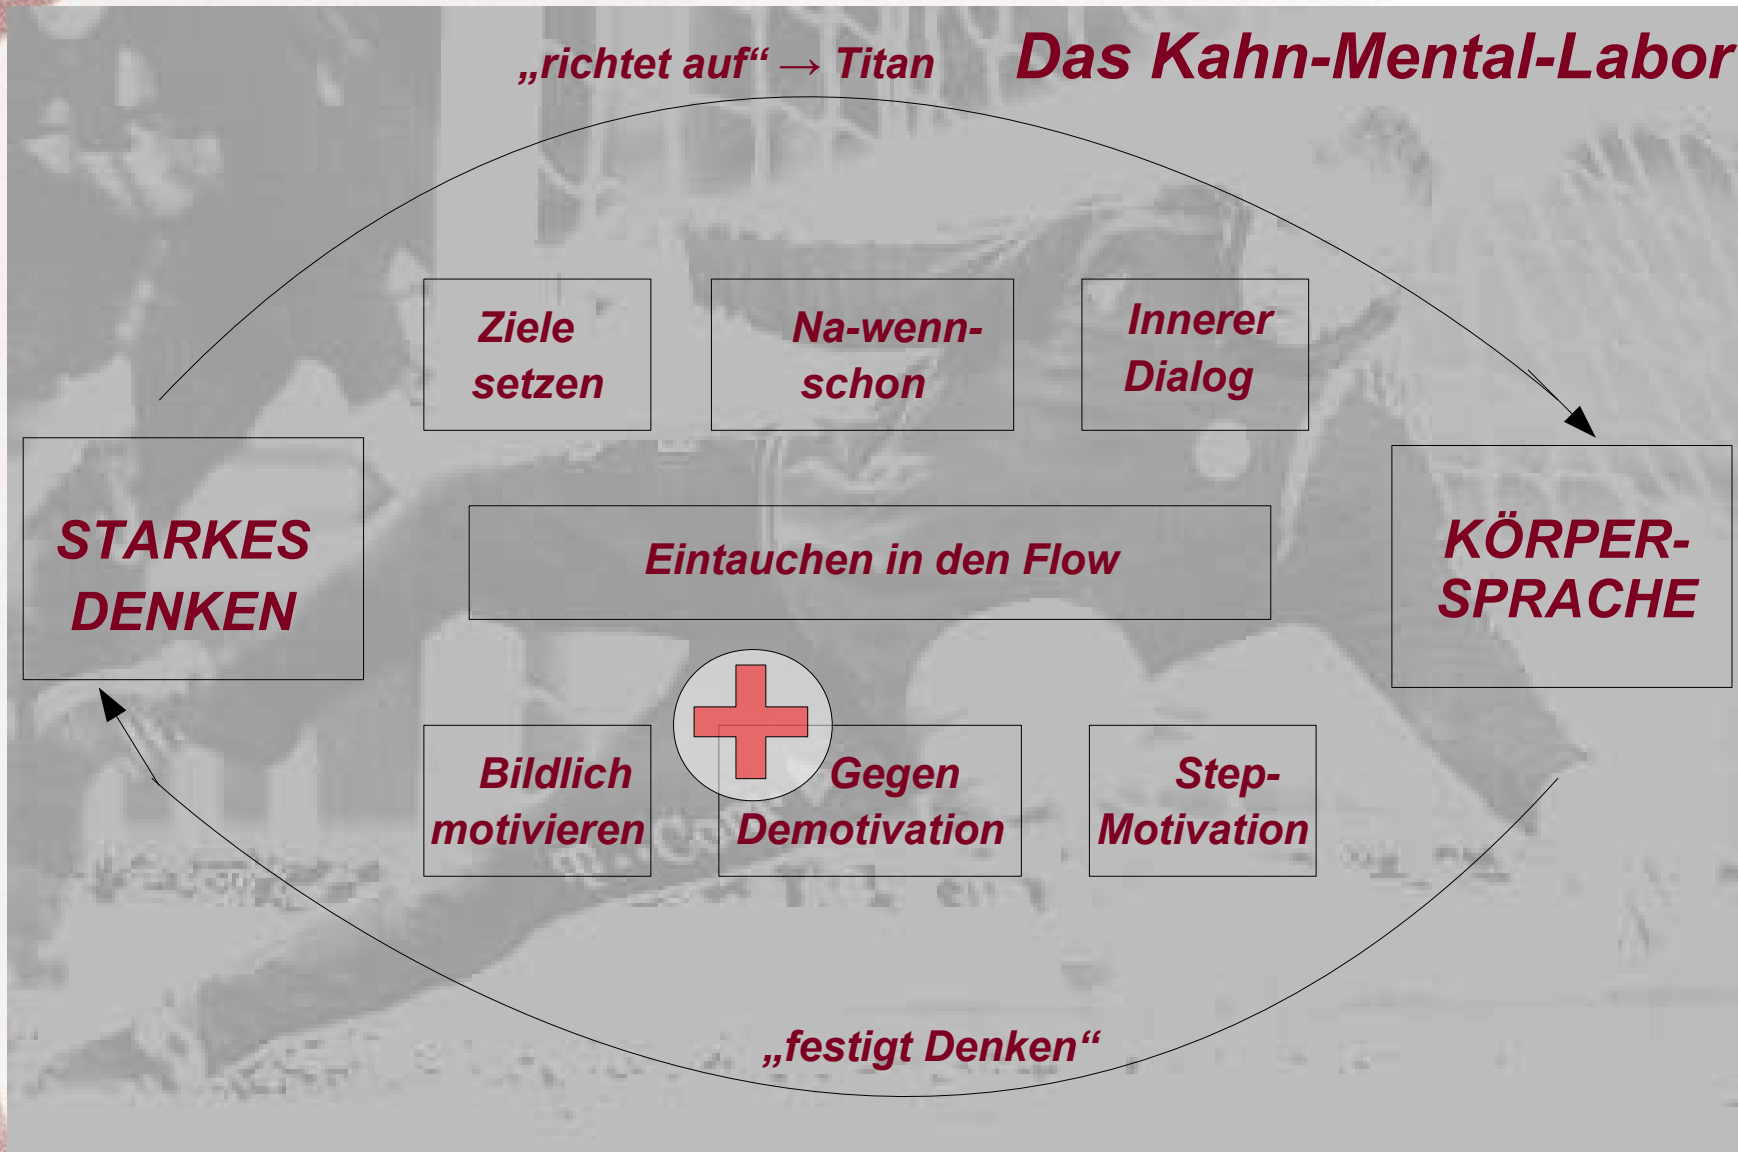 „richtet auf“ → Titan
Das Kahn-Mental-Labor
Ziele
setzen
Na-wenn-
schon
Innerer
Dialog
STARKES
DENKEN
Eintauchen in den Flow
KÖRPER-
SPRACHE
Bildlich
motivieren
Gegen
Demotivation
Step-
Motivation
„festigt Denken“